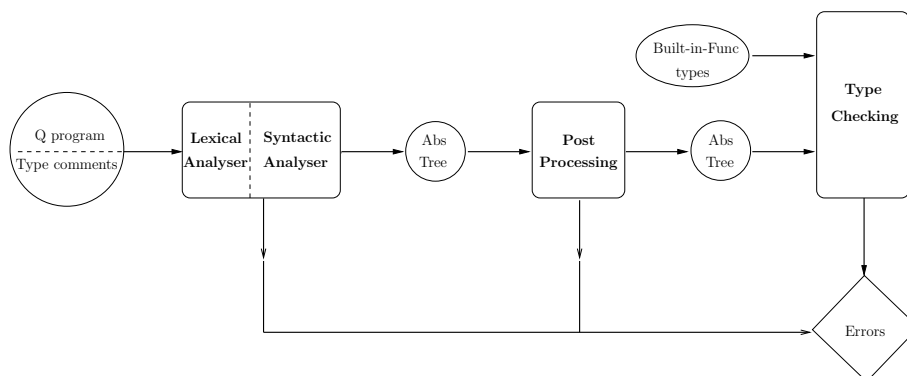 Built-in-Func
types
Type
Checking
Q program
Type comments
Lexical
Analyser
Syntactic
Analyser
Abs
Tree
Post
Processing
Abs
Tree
Errors